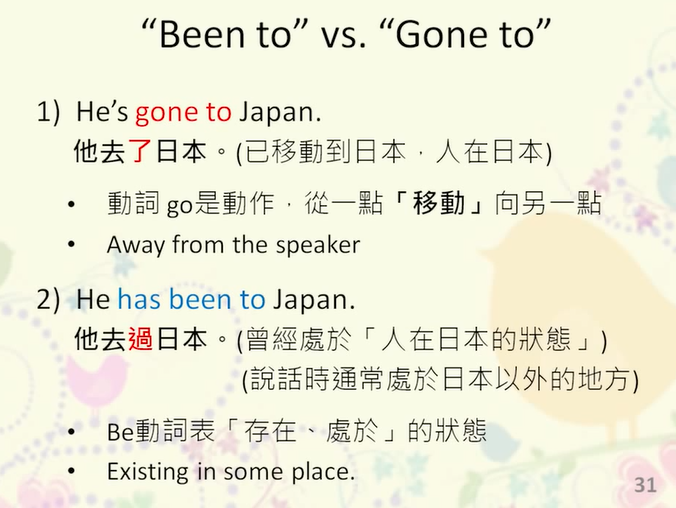 “Been to” vs. “Gone to”
1) He’s gone to Japan.
他去了日本。(已移動到日本，人在日本)
• 動詞 go是動作，從一點「移動」向另一點
• Away from the speaker
2) He has been to Japan.
他去過日本。(曾經處於「人在日本的狀態」)
(說話時通常處於日本以外的地方)
• Be動詞表「存在、處於」的狀態
• Existing in some place.
31